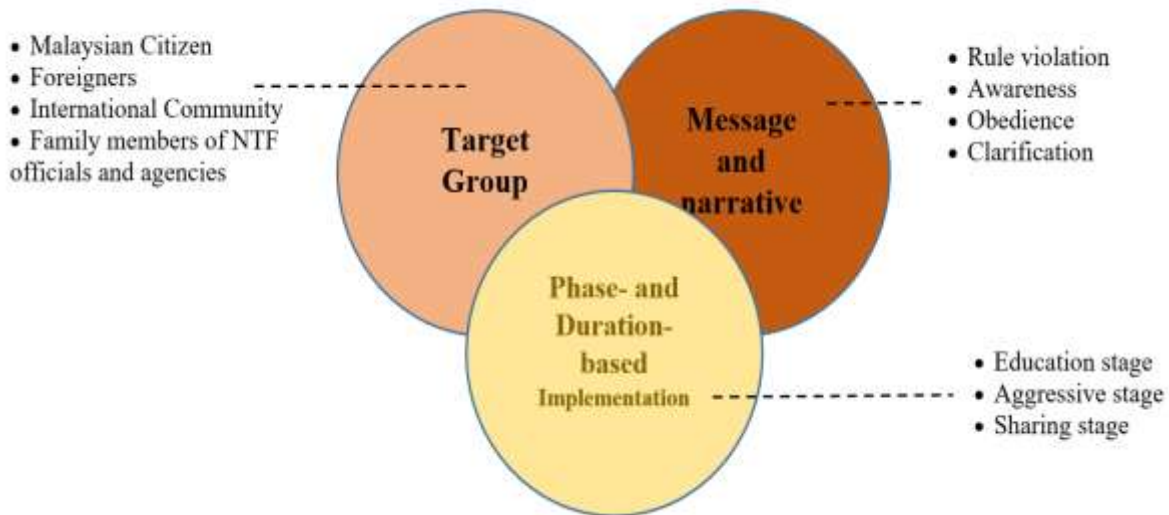 • Malaysian Citizen
• Foreigners
• International Community
• Family members of NTF
officials and agencies
Target
Group
Message
and
narrative
• Rule violation
• Awareness
• Obedience
• Clarification
Phase- and
Duration-
based
Implementation
• Education stage
• Aggressive stage
• Sharing stage